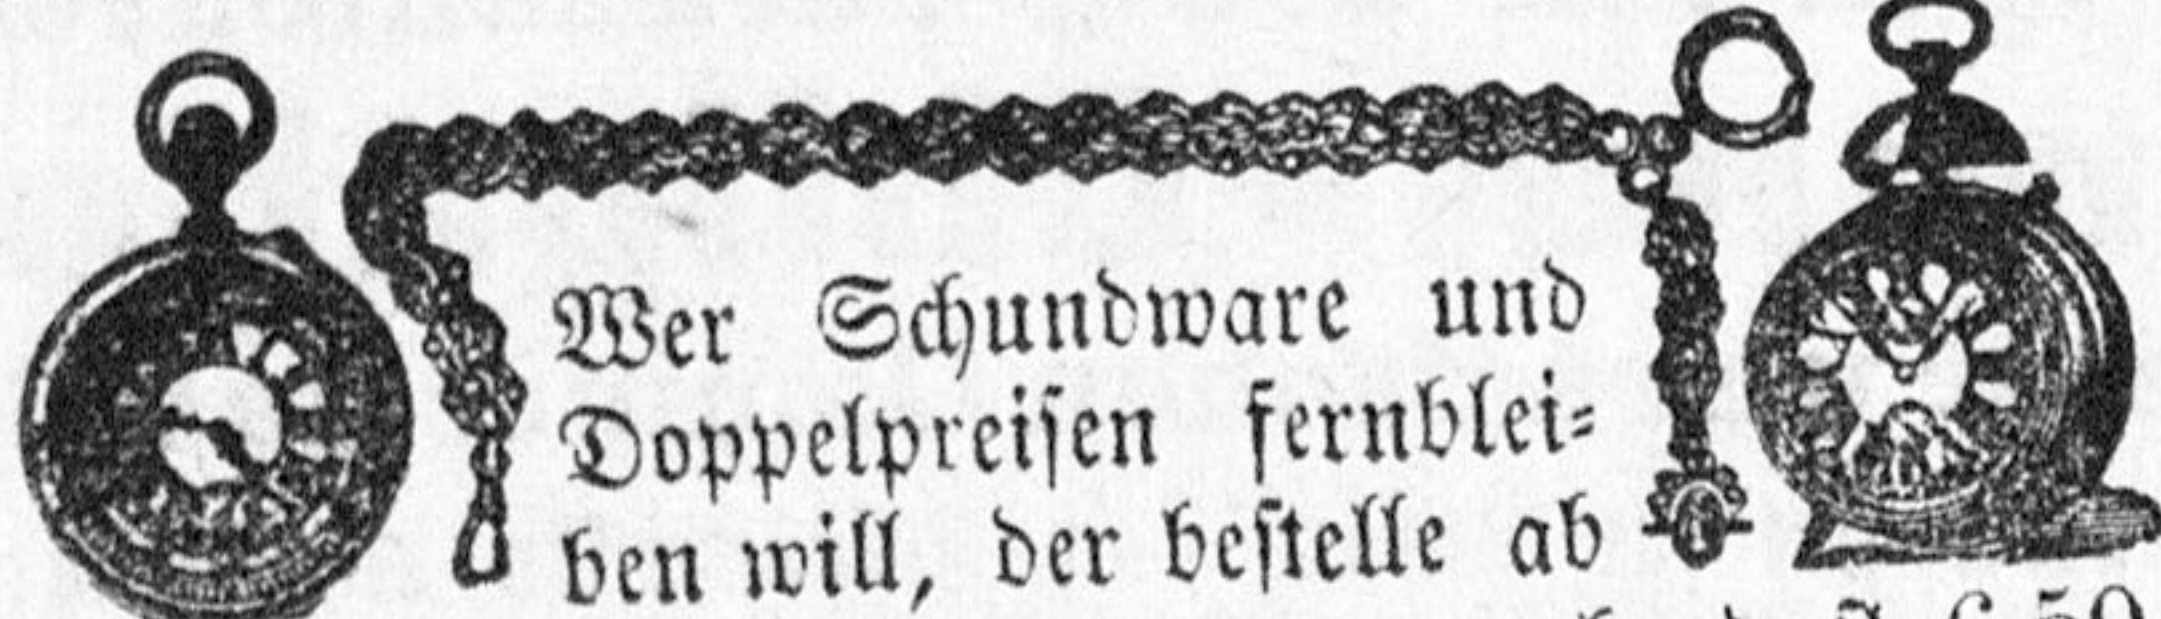 Wer Schundware und
Doppelpreiſen fernblei⸗
ben will, der beſtelle ab